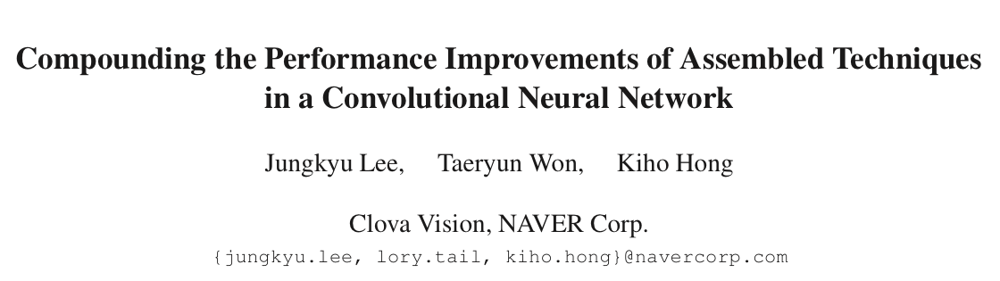 Compounding the Performance Improvements of Assembled Techniques
in a Convolutional Neural Network
Jungkyu Lee, Taeryun Won, Kiho Hong
Clova Vision, NAVER Corp.
{jungkyu.lee, lory.tail, kiho.hong}@navercorp.com